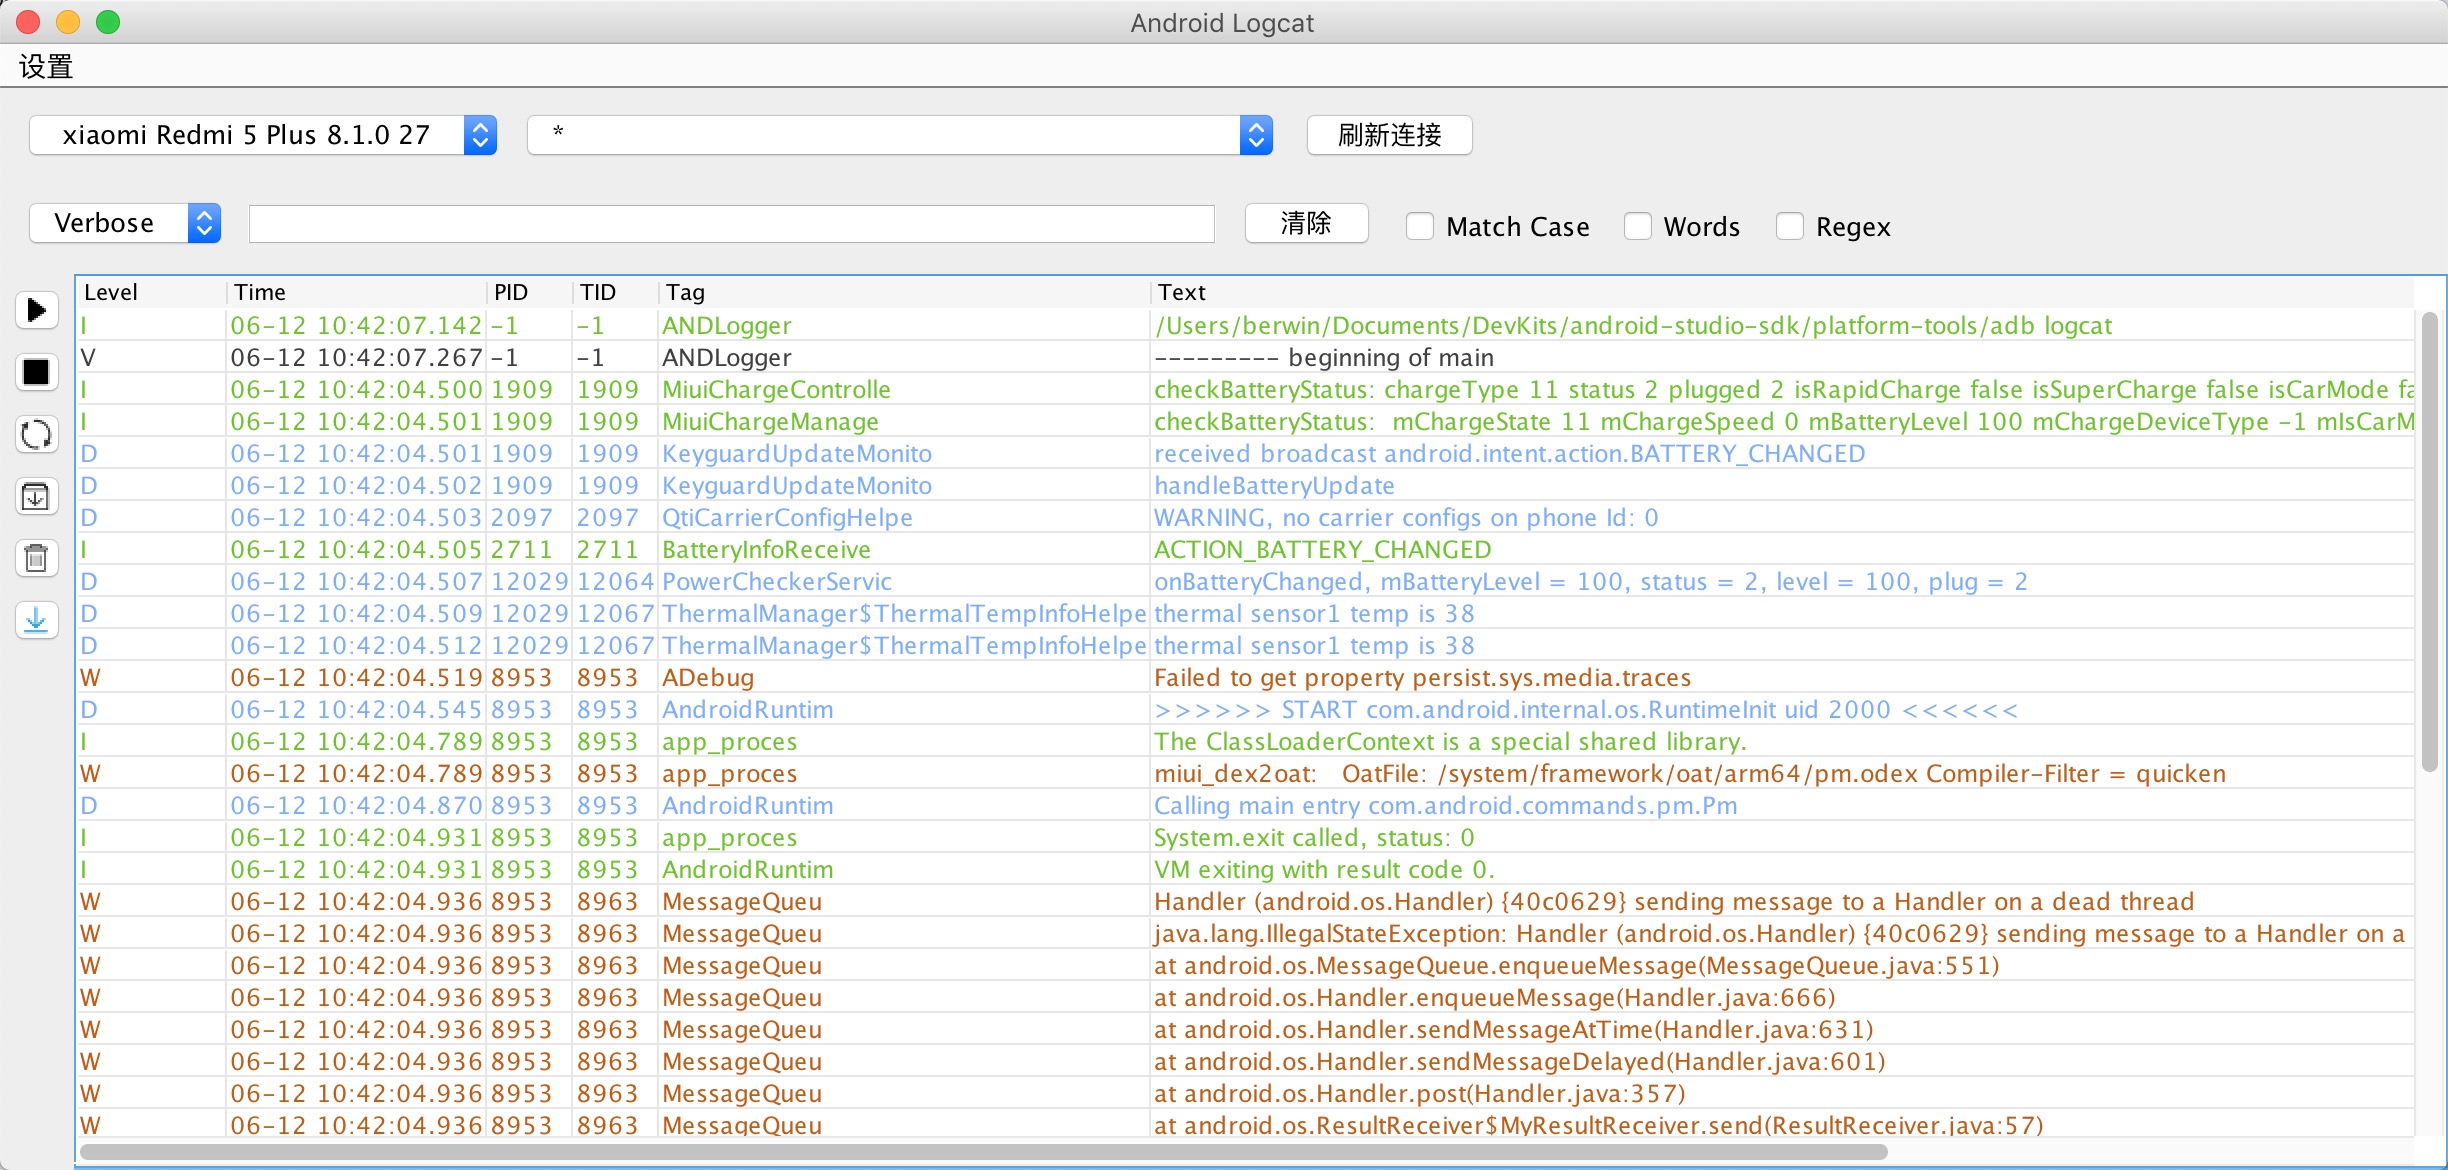 Android Logcat
设置
xiaomi Redmi 5 Plus 8.1.0 27 * 刷新连接
Verbose 清除 Match Case Words Regex
Level Time PID TID Tag Text
I 06-12 10:42:07.142 -1 -1 ANDLogger /Users/berwin/Documents/DevKits/android-studio-sdk/platform-tools/adb logcat
V 06-12 10:42:07.267 -1 -1 ANDLogger --------- beginning of main
I 06-12 10:42:04.500 1909 1909 MiuiChargeControlle checkBatteryStatus: chargeType 11 status 2 plugged 2 isRapidCharge false isSuperCharge false isCarMode fa
I 06-12 10:42:04.501 1909 1909 MiuiChargeManage checkBatteryStatus:  mChargeState 11 mChargeSpeed 0 mBatteryLevel 100 mChargeDeviceType -1 mIsCarM
D 06-12 10:42:04.501 1909 1909 KeyguardUpdateMonito received broadcast android.intent.action.BATTERY_CHANGED
D 06-12 10:42:04.502 1909 1909 KeyguardUpdateMonito handleBatteryUpdate
D 06-12 10:42:04.503 2097 2097 QtiCarrierConfigHelpe WARNING, no carrier configs on phone Id: 0
I 06-12 10:42:04.505 2711 2711 BatteryInfoReceive ACTION_BATTERY_CHANGED
D 06-12 10:42:04.507 12029 12064 PowerCheckerServic onBatteryChanged, mBatteryLevel = 100, status = 2, level = 100, plug = 2
D 06-12 10:42:04.509 12029 12067 ThermalManager$ThermalTempInfoHelpe thermal sensor1 temp is 38
D 06-12 10:42:04.512 12029 12067 ThermalManager$ThermalTempInfoHelpe thermal sensor1 temp is 38
W 06-12 10:42:04.519 8953 8953 ADebug Failed to get property persist.sys.media.traces
D 06-12 10:42:04.545 8953 8953 AndroidRuntim >>>>>> START com.android.internal.os.RuntimeInit uid 2000 <<<<<<
I 06-12 10:42:04.789 8953 8953 app_proces The ClassLoaderContext is a special shared library.
W 06-12 10:42:04.789 8953 8953 app_proces miui_dex2oat:   OatFile: /system/framework/oat/arm64/pm.odex Compiler-Filter = quicken
D 06-12 10:42:04.870 8953 8953 AndroidRuntim Calling main entry com.android.commands.pm.Pm
I 06-12 10:42:04.931 8953 8953 app_proces System.exit called, status: 0
I 06-12 10:42:04.931 8953 8953 AndroidRuntim VM exiting with result code 0.
W 06-12 10:42:04.936 8953 8963 MessageQueu Handler (android.os.Handler) {40c0629} sending message to a Handler on a dead thread
W 06-12 10:42:04.936 8953 8963 MessageQueu java.lang.IllegalStateException: Handler (android.os.Handler) {40c0629} sending message to a Handler on a
W 06-12 10:42:04.936 8953 8963 MessageQueu at android.os.MessageQueue.enqueueMessage(MessageQueue.java:551)
W 06-12 10:42:04.936 8953 8963 MessageQueu at android.os.Handler.enqueueMessage(Handler.java:666)
W 06-12 10:42:04.936 8953 8963 MessageQueu at android.os.Handler.sendMessageAtTime(Handler.java:631)
W 06-12 10:42:04.936 8953 8963 MessageQueu at android.os.Handler.sendMessageDelayed(Handler.java:601)
W 06-12 10:42:04.936 8953 8963 MessageQueu at android.os.Handler.post(Handler.java:357)
W 06-12 10:42:04.936 8953 8963 MessageQueu at android.os.ResultReceiver$MyResultReceiver.send(ResultReceiver.java:57)